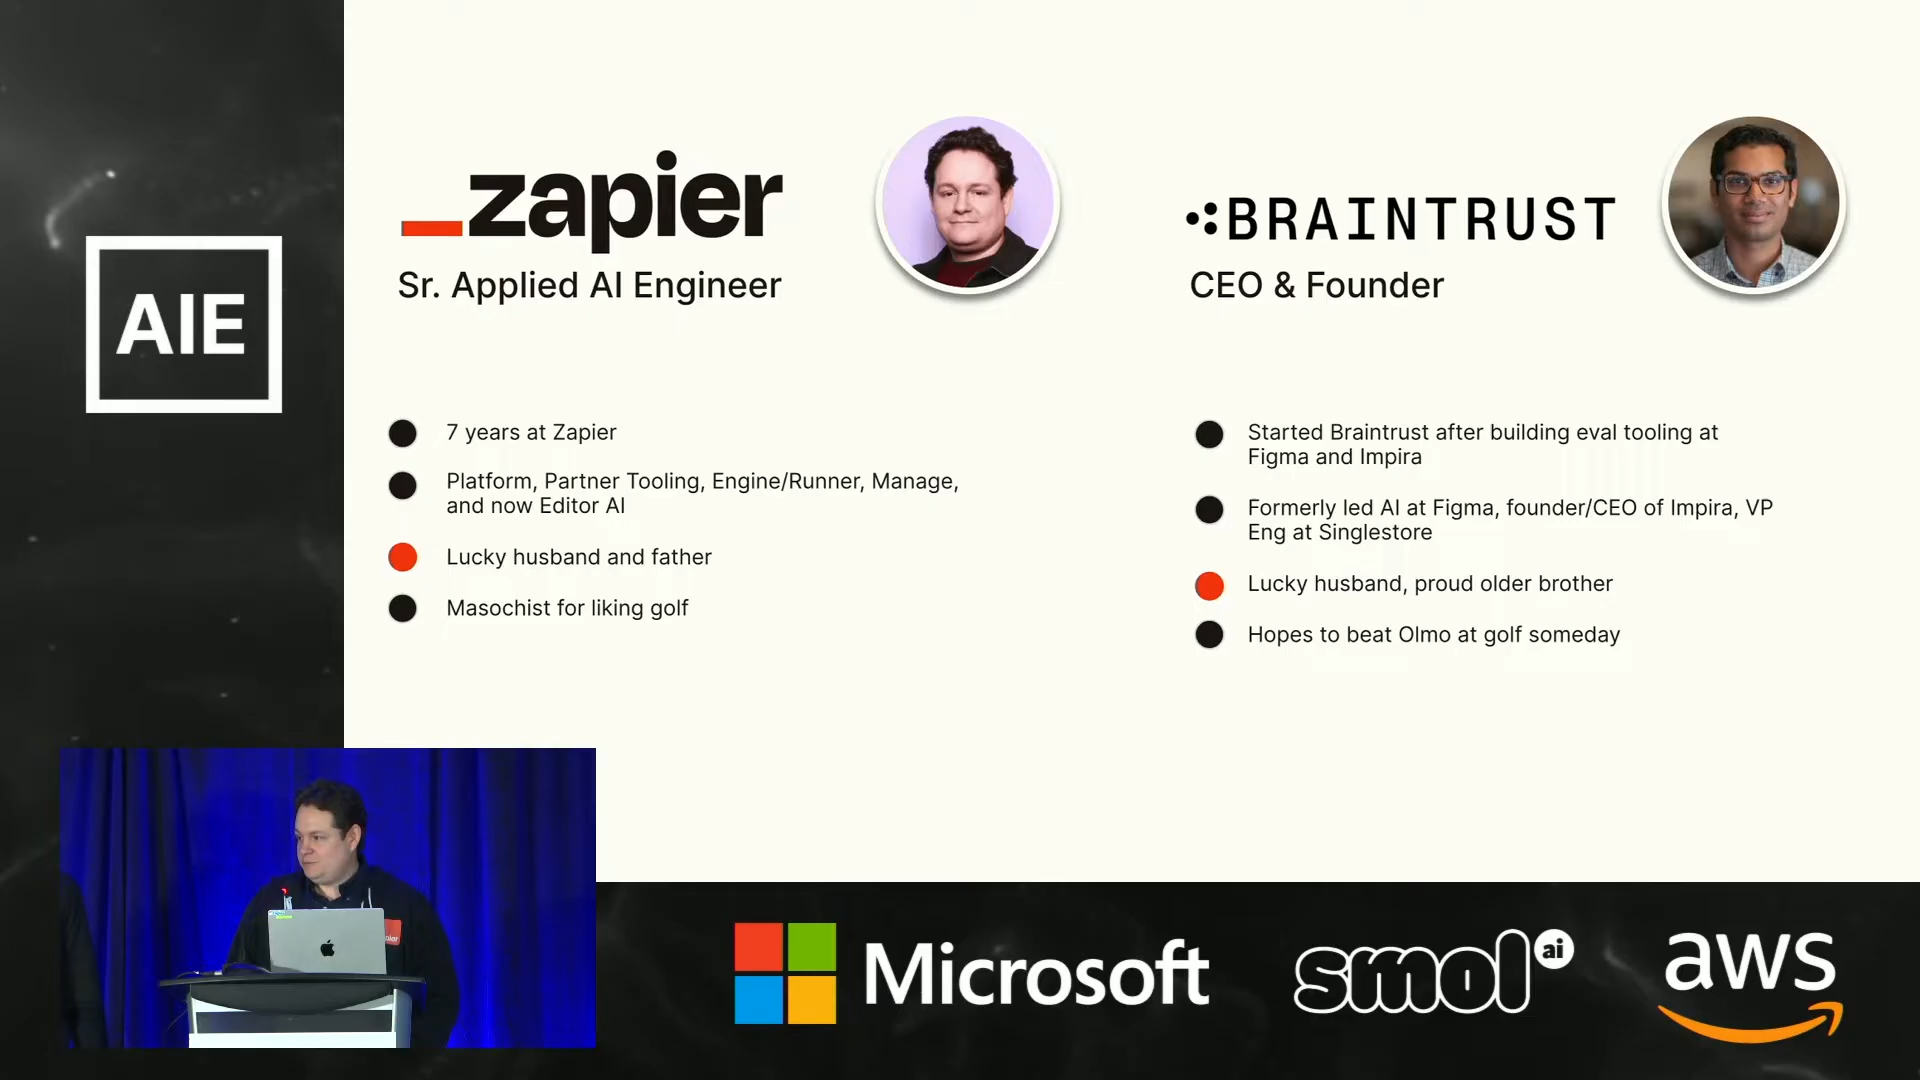 AIE
zapier
Sr. Applied AI Engineer
7 years at Zapier
Platform, Partner Tooling, Engine/Runner, Manage,
and now Editor AI
Lucky husband and father
Masochist for liking golf
BRAINTRUST
CEO & Founder
Started Braintrust after building eval tooling at
Figma and Impira
Formerly led AI at Figma, founder/CEO of Impira, VP
Eng at Singlestore
Lucky husband, proud older brother
Hopes to beat Olmo at golf someday
Microsoft
smol ai
aws